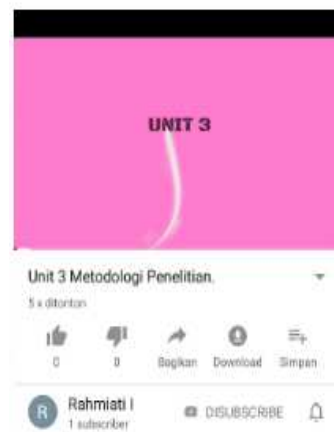 UNIT 3
Unit 3 Metodologi Penelitian.
5 x ditonton
0 0 Bagikan Download Simpan
R Rahmiati I
1 subscriber
DISUBSCRIBE